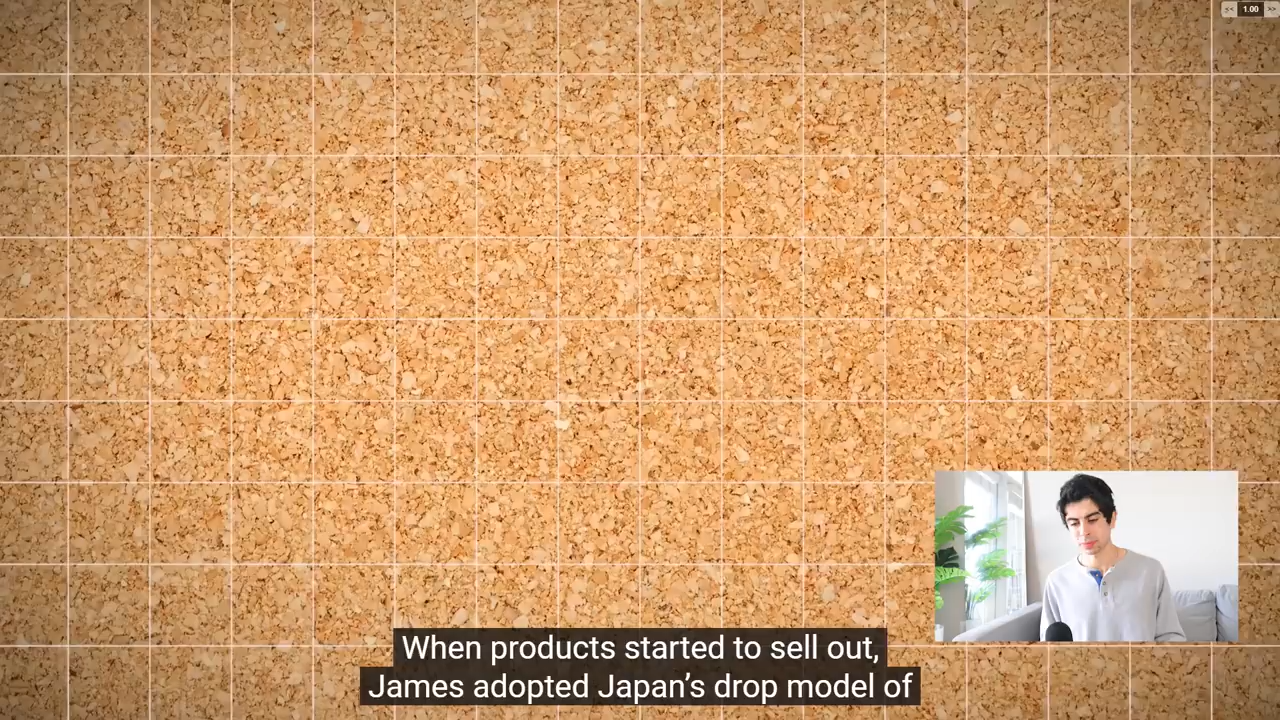 << 1.00 >>
When products started to sell out,
James adopted Japan’s drop model of